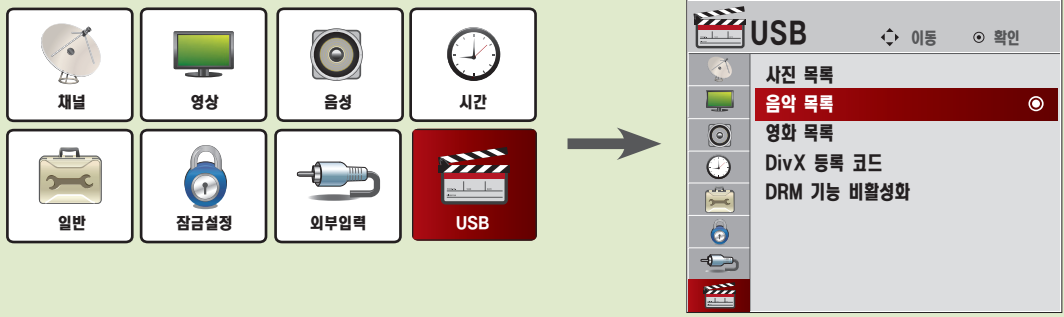 채널
영상
음성
시간
일반
잠금설정
외부입력
USB
USB
이동
확인
사진 목록
음악 목록
영화 목록
DivX 등록 코드
DRM 기능 비활성화